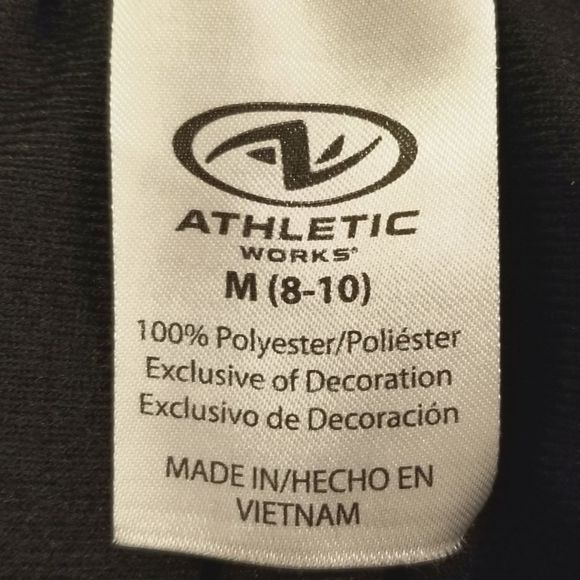 ATHLETIC
WORKS®
M (8-10)
100% Polyester/Poliéster
Exclusive of Decoration
Exclusivo de Decoración
MADE IN/HECHO EN
VIETNAM